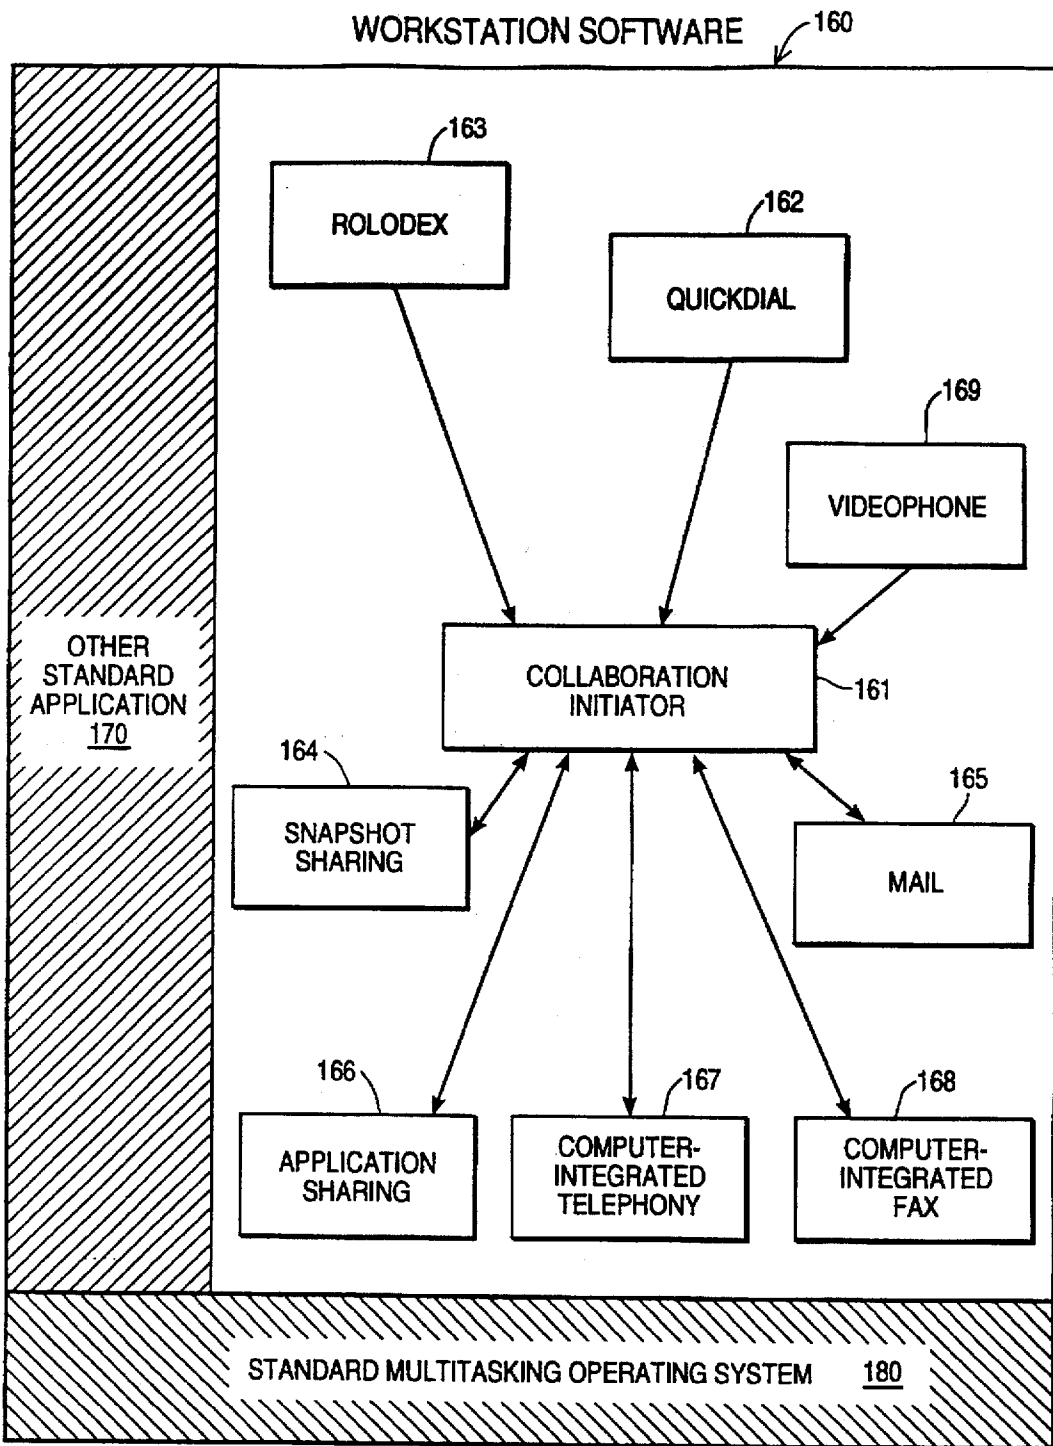 WORKSTATION SOFTWARE
160
163
ROLODEX
162
QUICKDIAL
169
VIDEOPHONE
OTHER
STANDARD
APPLICATION
170
COLLABORATION
INITIATOR
161
164
SNAPSHOT
SHARING
165
MAIL
166
APPLICATION
SHARING
167
COMPUTER-
INTEGRATED
TELEPHONY
168
COMPUTER-
INTEGRATED
FAX
STANDARD MULTITASKING OPERATING SYSTEM 180